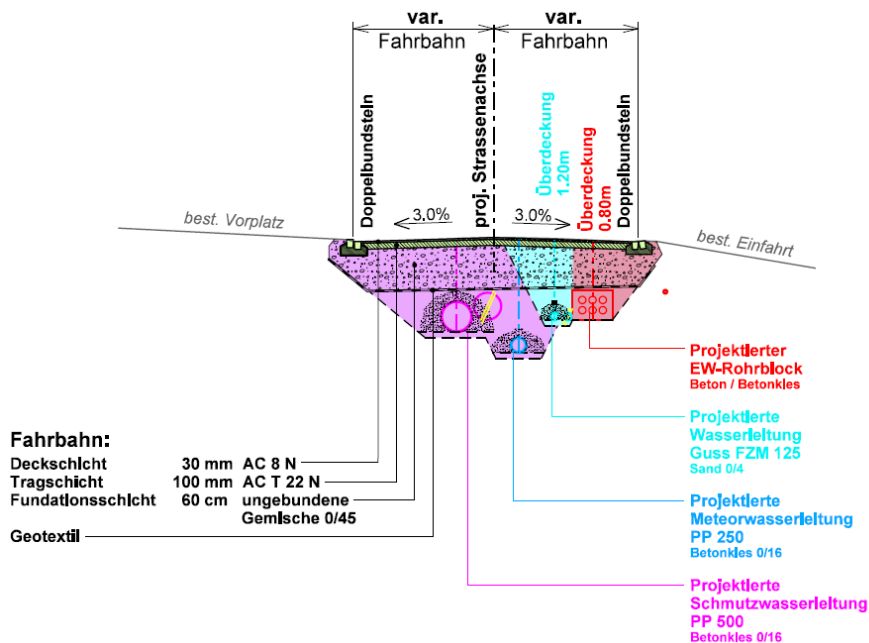 var.
var.
Fahrbahn
Fahrbahn
Doppelbundstein
proj. Strassenachse
Überdeckung
1.20m
Überdeckung
0.80m
Doppelbundstein
3.0%
3.0%
best. Vorplatz
best. Einfahrt
Projektierter
EW-Rohrblock
Beton / Betonkies
Projektierte
Wasserleitung
Guss FZM 125
Sand 0/4
Fahrbahn:
Deckschicht 30 mm AC 8 N
Tragschicht 100 mm AC T 22 N
Fundationsschicht 60 cm ungebundene
Gemische 0/45
Geotextil
Projektierte
Meteorwasserleitung
PP 250
Betonkies 0/16
Projektierte
Schmutzwasserleitung
PP 500
Betonkies 0/16